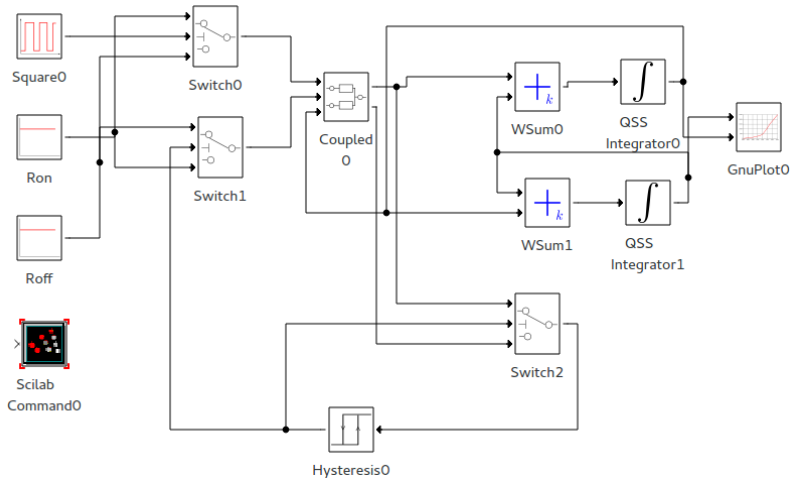 Square0
Switch0
Ron
Switch1
Roff
Scilab
Command0
Coupled
0
k
WSum0
QSS
Integrator0
GnuPlot0
k
WSum1
QSS
Integrator1
Switch2
Hysteresis0